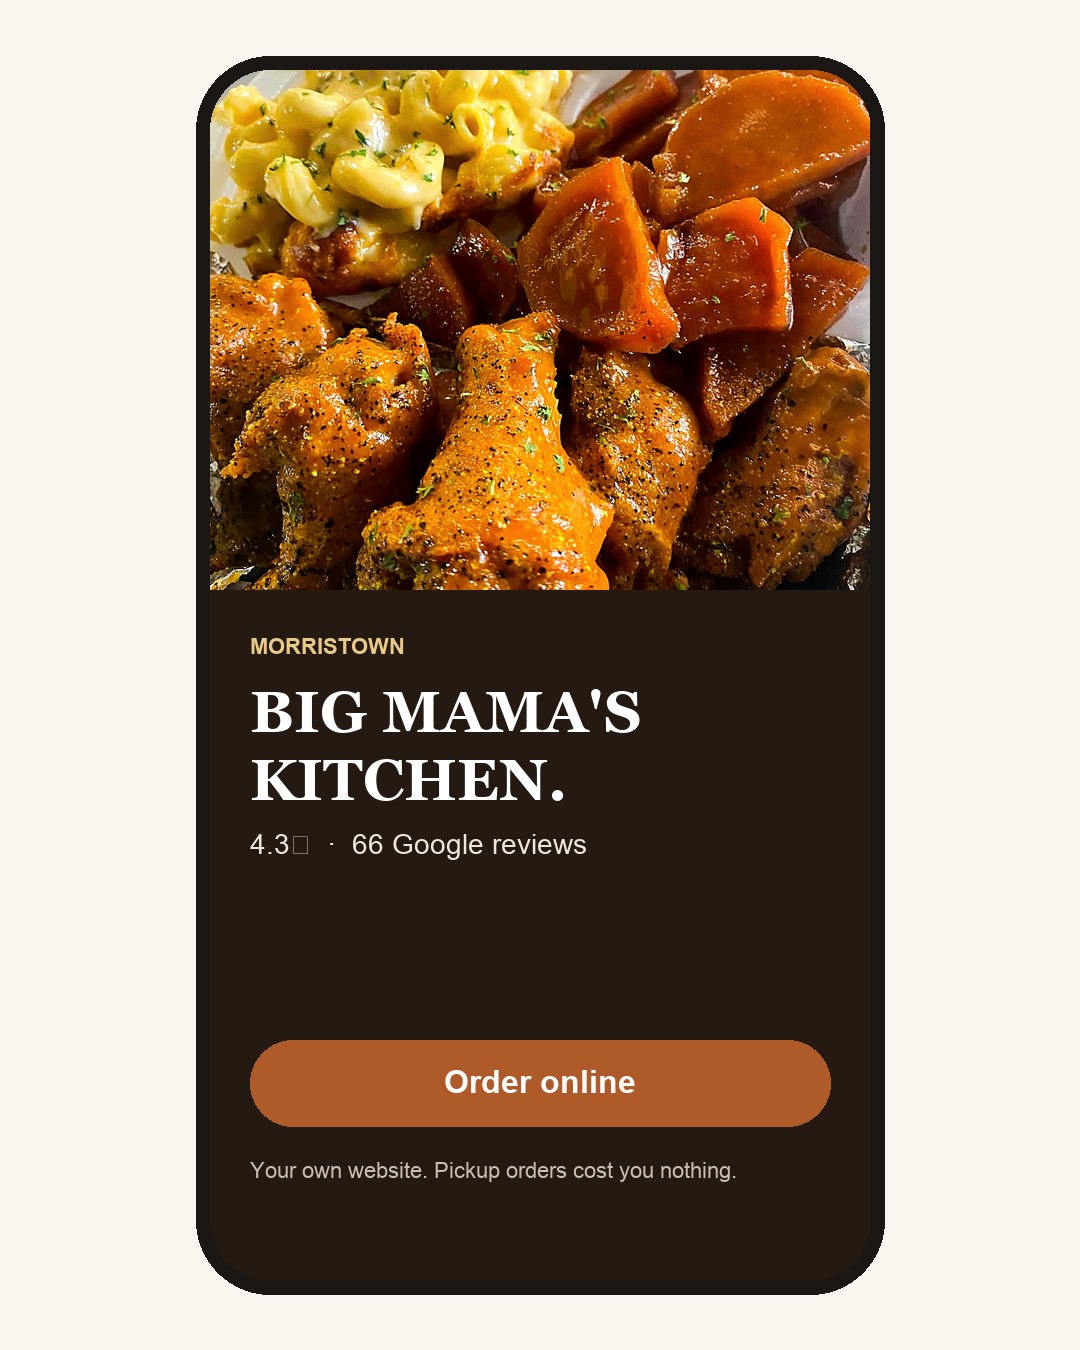 MORRISTOWN
BIG MAMA'S
KITCHEN.
4.3□ · 66 Google reviews
Order online
Your own website. Pickup orders cost you nothing.